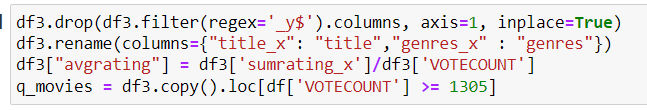 df3.drop(df3.filter(regex='_y$').columns, axis=1, inplace=True)
df3.rename(columns={"title_x": "title","genres_x" : "genres"})
df3["avgrating"] = df3['sumrating_x']/df3['VOTECOUNT']
q_movies = df3.copy().loc[df['VOTECOUNT'] >= 1305]